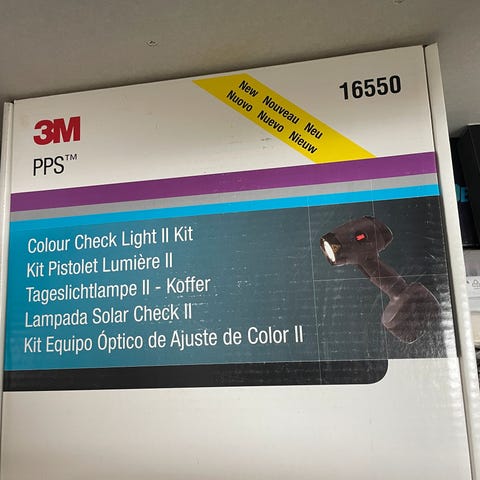 3M
PPS™
16550
New Nouveau Neu
Nuovo Nuevo Nieuw
Colour Check Light II Kit
Kit Pistolet Lumière II
Tageslichtlampe II - Koffer
Lampada Solar Check II
Kit Equipo Óptico de Ajuste de Color II